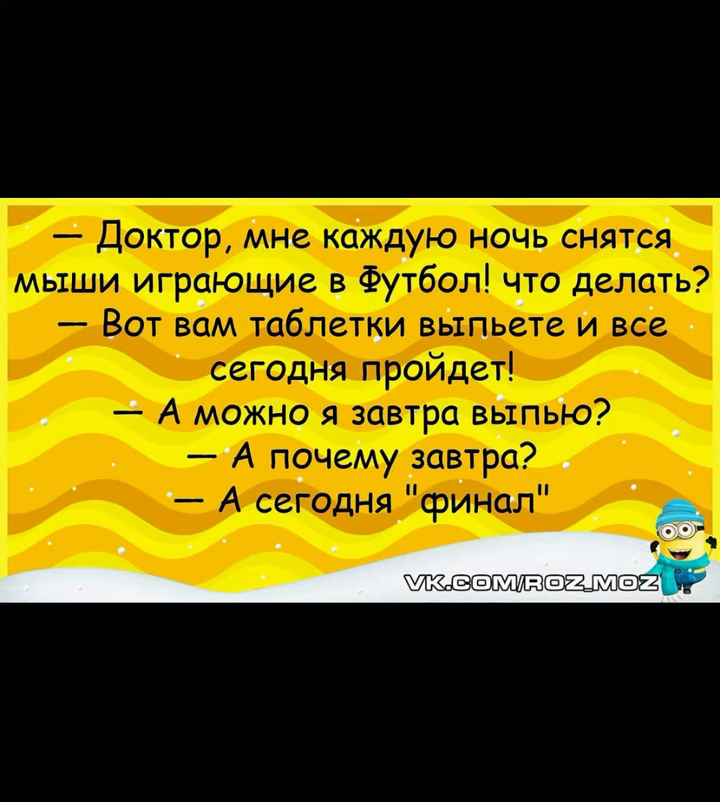 — Доктор, мне каждую ночь снятся
мыши играющие в Футбол! что делать?
— Вот вам таблетки выпьете и все
сегодня пройдет!
— А можно я завтра выпью?
— А почему завтра?
— А сегодня "финал"
VK.COM/ROZ_MOZ